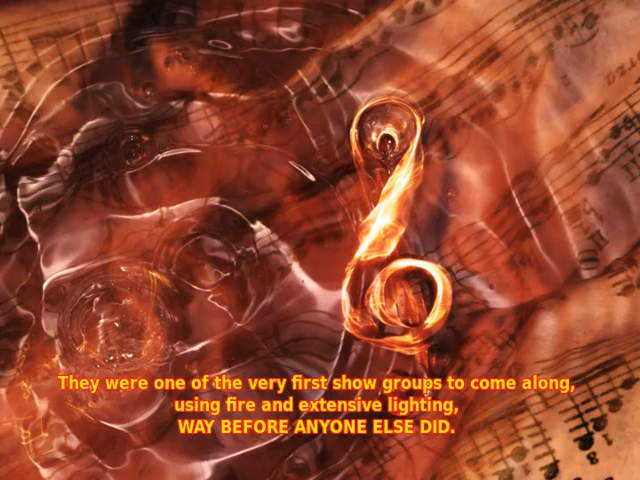 They were one of the very first show groups to come along,
using fire and extensive lighting,
WAY BEFORE ANYONE ELSE DID.